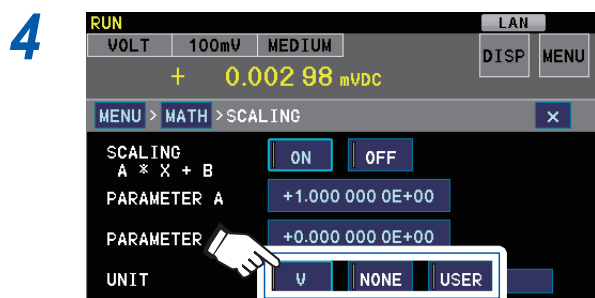 4
RUN LAN
VOLT 100mV MEDIUM DISP MENU
+ 0.002 98 mVDC
MENU > MATH >SCALING ×
SCALING ON OFF
A * X + B
PARAMETER A +1.000 000 0E+00
PARAMETER +0.000 000 0E+00
UNIT V NONE USER